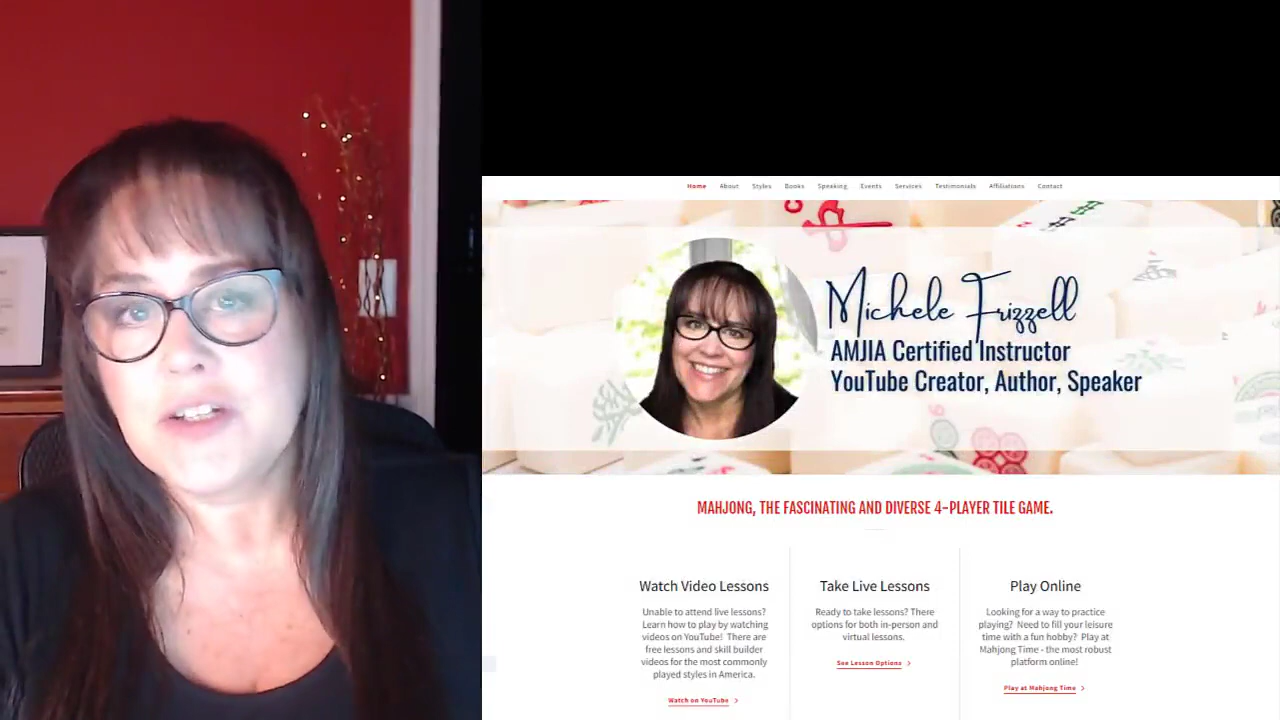 Home About Styles Books Speaking Events Services Testimonials Affiliations Contact
Michele Frizzell
AMJIA Certified Instructor
YouTube Creator, Author, Speaker
MAHJONG, THE FASCINATING AND DIVERSE 4-PLAYER TILE GAME.
Watch Video Lessons
Unable to attend live lessons?
Learn how to play by watching
videos on YouTube! There are
free lessons and skill builder
videos for the most commonly
played styles in America.
Watch on YouTube
Take Live Lessons
Ready to take lessons? There
options for both in-person and
virtual lessons.
See Lesson Options
Play Online
Looking for a way to practice
playing? Need to fill your leisure
time with a fun hobby? Play at
Mahjong Time - the most robust
platform online!
Play at Mahjong Time